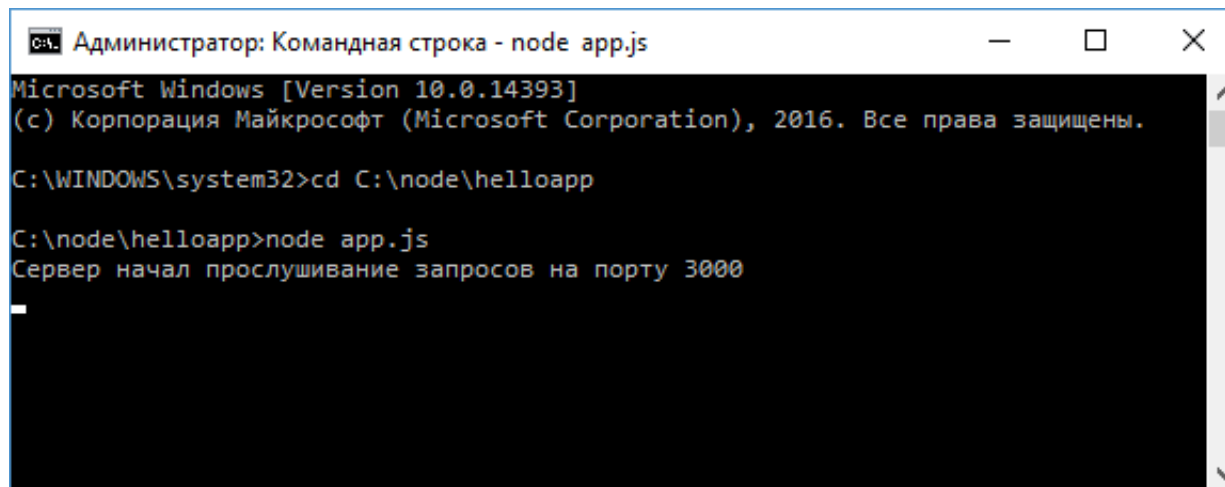 Администратор: Командная строка - node app.js
Microsoft Windows [Version 10.0.14393]
(c) Корпорация Майкрософт (Microsoft Corporation), 2016. Все права защищены.
C:\WINDOWS\system32>cd C:\node\helloapp
C:\node\helloapp>node app.js
Сервер начал прослушивание запросов на порту 3000